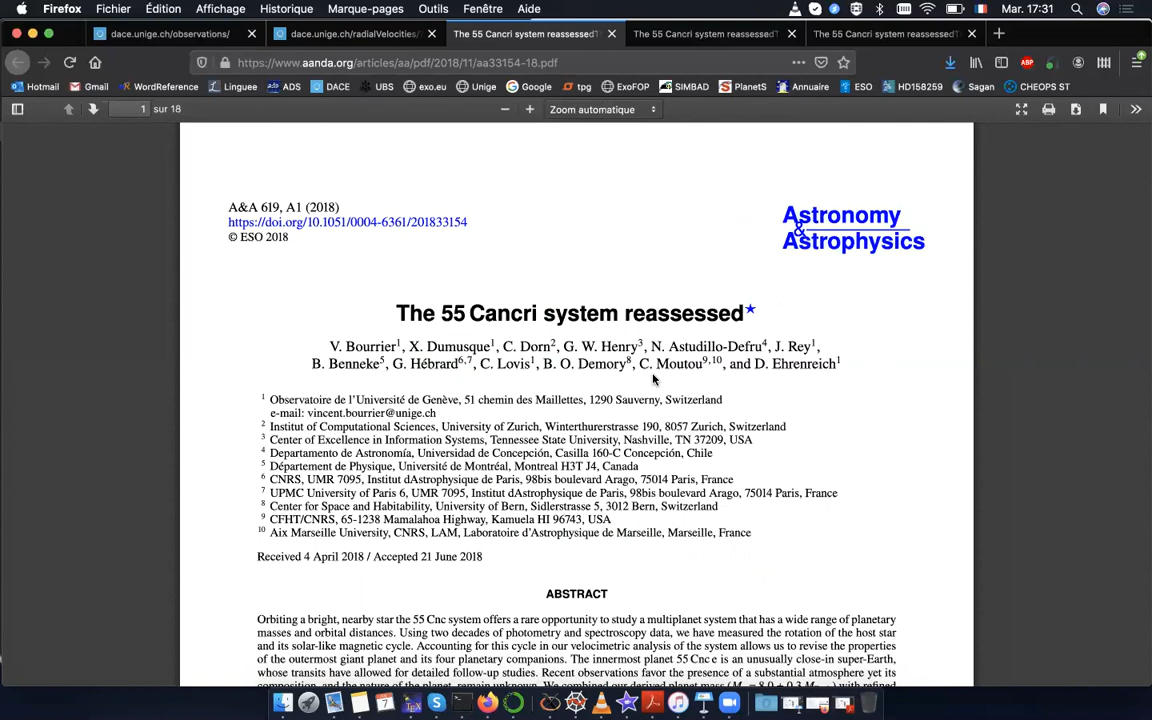 Firefox Fichier Édition Affichage Historique Marque-pages Outils Fenêtre Aide Mar. 17:31
dace.unige.ch/observations/ dace.unige.ch/radialVelocities/ The 55 Cancri system reassessed The 55 Cancri system reassessed The 55 Cancri system reassessed
https://www.aanda.org/articles/aa/pdf/2018/11/aa33154-18.pdf
Hotmail Gmail WordReference Linguee ADS DACE UBS exo.eu Unige Google tpg ExoFOP SIMBAD PlanetS Annuaire ESO HD158259 Sagan CHEOPS ST
1 sur 18 Zoom automatique
A&A 619, A1 (2018)
https://doi.org/10.1051/0004-6361/201833154
© ESO 2018
Astronomy
&
Astrophysics
The 55 Cancri system reassessed★
V. Bourrier1, X. Dumusque1, C. Dorn2, G. W. Henry3, N. Astudillo-Defru4, J. Rey1,
B. Benneke5, G. Hébrard6,7, C. Lovis1, B. O. Demory8, C. Moutou9,10, and D. Ehrenreich1
1 Observatoire de l'Université de Genève, 51 chemin des Maillettes, 1290 Sauverny, Switzerland
e-mail: vincent.bourrier@unige.ch
2 Institut of Computational Sciences, University of Zurich, Winterthurerstrasse 190, 8057 Zurich, Switzerland
3 Center of Excellence in Information Systems, Tennessee State University, Nashville, TN 37209, USA
4 Departamento de Astronomía, Universidad de Concepción, Casilla 160-C Concepción, Chile
5 Département de Physique, Université de Montréal, Montreal H3T J4, Canada
6 CNRS, UMR 7095, Institut dAstrophysique de Paris, 98bis boulevard Arago, 75014 Paris, France
7 UPMC University of Paris 6, UMR 7095, Institut dAstrophysique de Paris, 98bis boulevard Arago, 75014 Paris, France
8 Center for Space and Habitability, University of Bern, Sidlerstrasse 5, 3012 Bern, Switzerland
9 CFHT/CNRS, 65-1238 Mamalahoa Highway, Kamuela HI 96743, USA
10 Aix Marseille University, CNRS, LAM, Laboratoire d'Astrophysique de Marseille, Marseille, France
Received 4 April 2018 / Accepted 21 June 2018
ABSTRACT
Orbiting a bright, nearby star the 55 Cnc system offers a rare opportunity to study a multiplanet system that has a wide range of planetary
masses and orbital distances. Using two decades of photometry and spectroscopy data, we have measured the rotation of the host star
and its solar-like magnetic cycle. Accounting for this cycle in our velocimetric analysis of the system allows us to revise the properties
of the outermost giant planet and its four planetary companions. The innermost planet 55 Cnc e is an unusually close-in super-Earth,
whose transits have allowed for detailed follow-up studies. Recent observations favor the presence of a substantial atmosphere yet its
composition, and the nature of the planet, remain unknown. We combined our derived planet mass